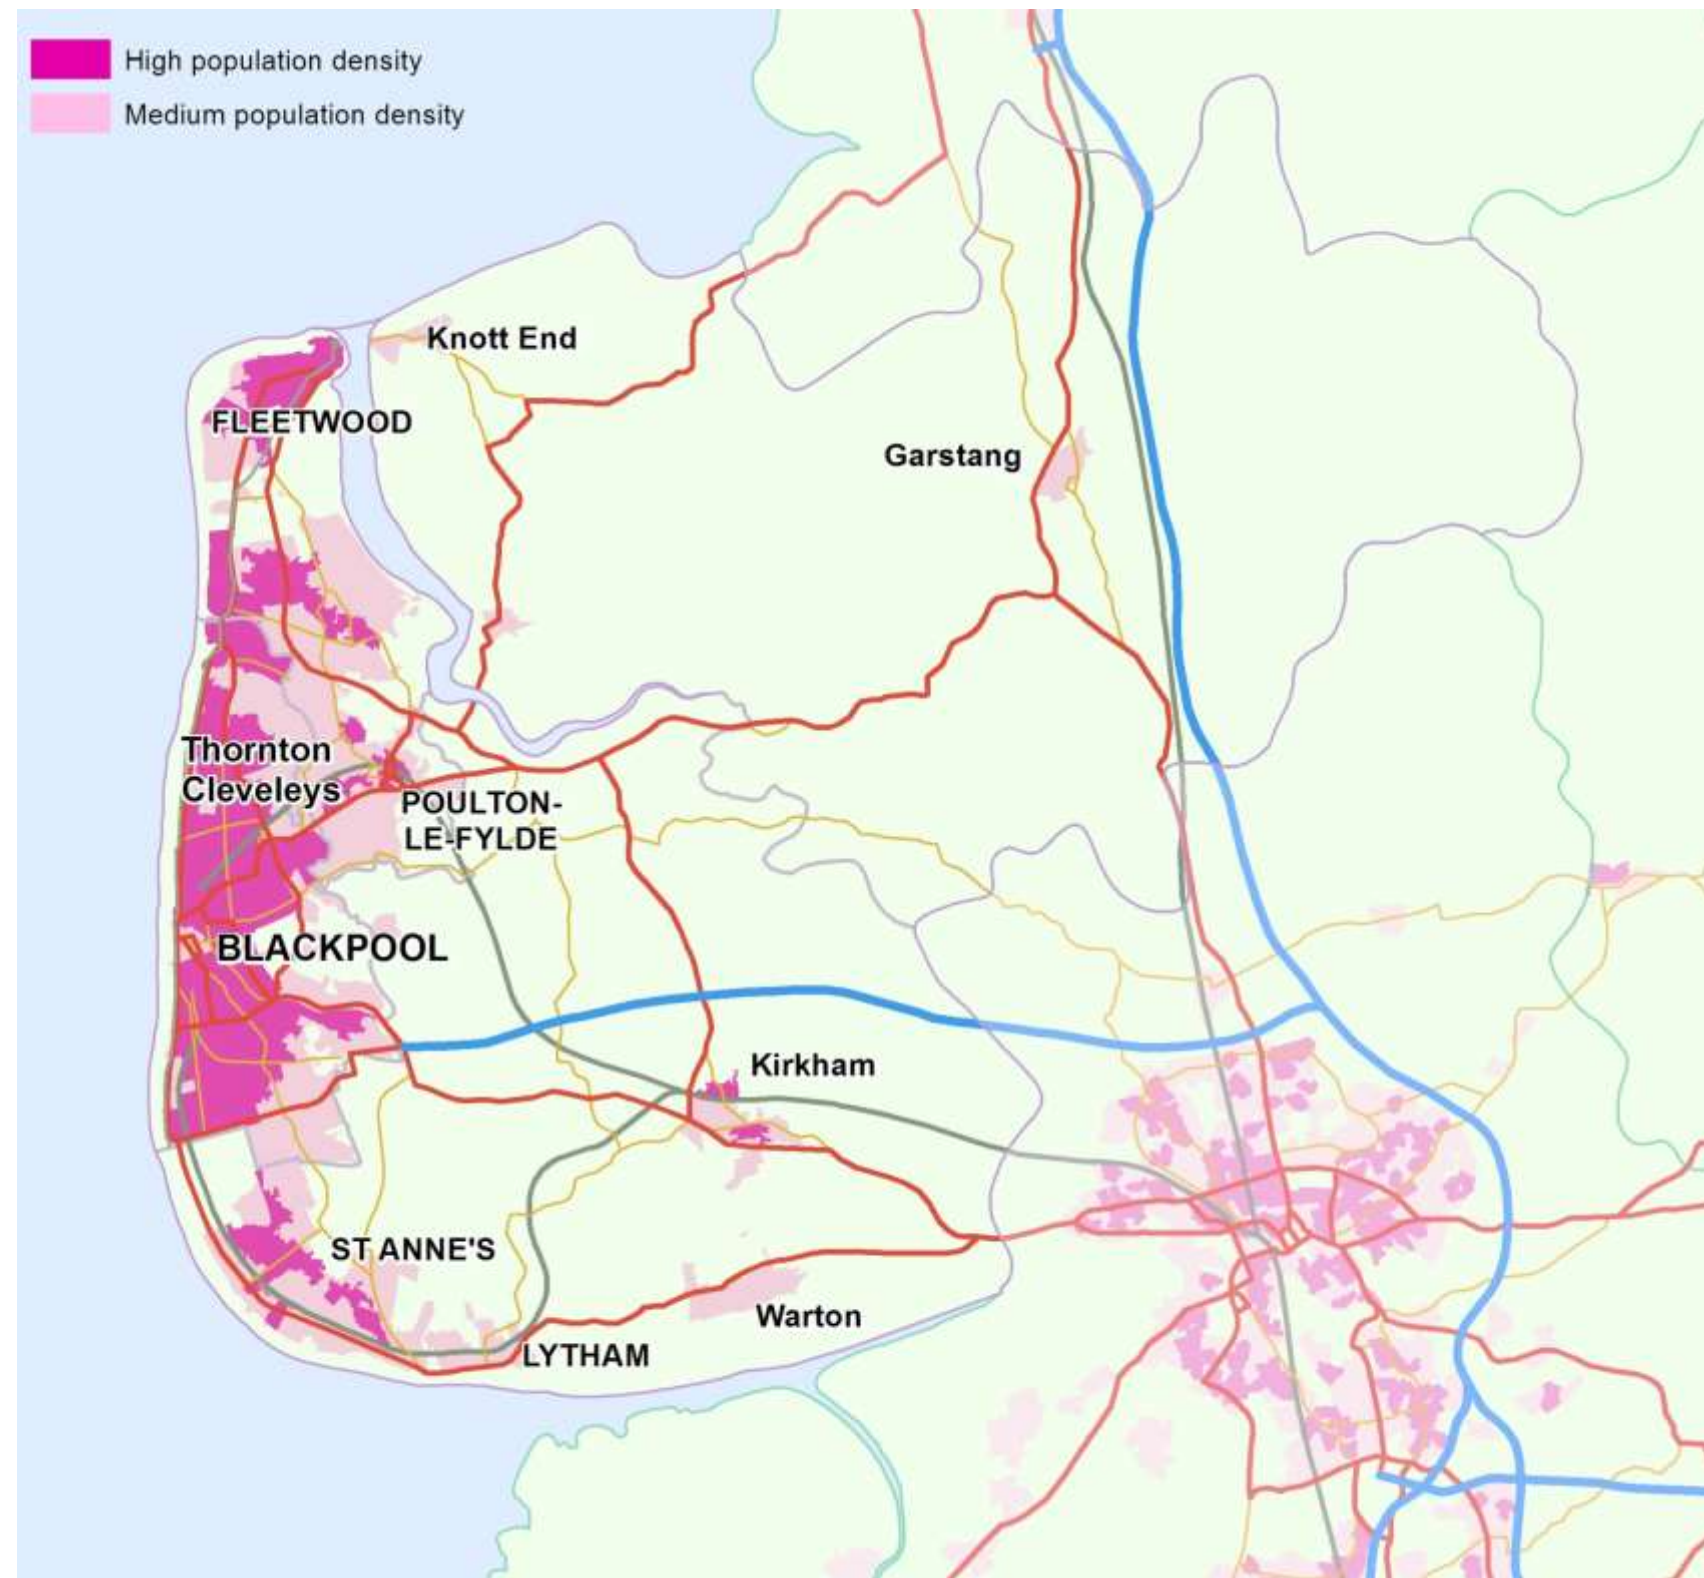 High population density
Medium population density
Knott End
FLEETWOOD
Garstang
Thornton
Cleveleys
POULTON-
LE-FYLDE
BLACKPOOL
Kirkham
ST ANNE'S
Warton
LYTHAM